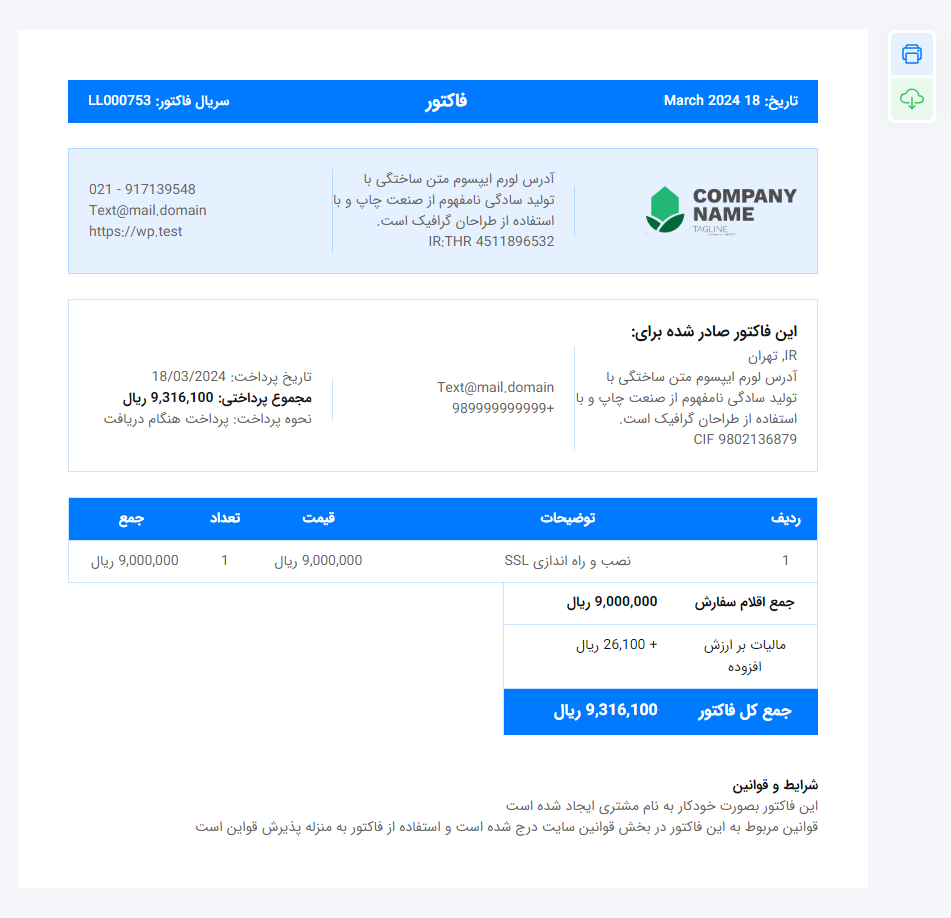 تاریخ: 18 March 2024
فاکتور
سریال فاکتور: LL000753
COMPANY
NAME
TAGLINE
آدرس لورم ایپسوم متن ساختگی با
تولید سادگی نامفهوم از صنعت چاپ و با
استفاده از طراحان گرافیک است.
IR:THR 4511896532
021 - 917139548
Text@mail.domain
https://wp.test
این فاکتور صادر شده برای:
IR, تهران
آدرس لورم ایپسوم متن ساختگی با
تولید سادگی نامفهوم از صنعت چاپ و با
استفاده از طراحان گرافیک است.
CIF 9802136879
Text@mail.domain
989999999999+
تاریخ پرداخت: 18/03/2024
مجموع پرداختی: 9,316,100 ریال
نحوه پرداخت: پرداخت هنگام دریافت
ردیف توضیحات قیمت تعداد جمع
1 نصب و راه اندازی SSL 9,000,000 ریال 1 9,000,000 ریال
جمع اقلام سفارش 9,000,000 ریال
مالیات بر ارزش + 26,100 ریال
افزوده
جمع کل فاکتور 9,316,100 ریال
شرایط و قوانین
این فاکتور بصورت خودکار به نام مشتری ایجاد شده است
قوانین مربوط به این فاکتور در بخش قوانین سایت درج شده است و استفاده از فاکتور به منزله پذیرش قواین است